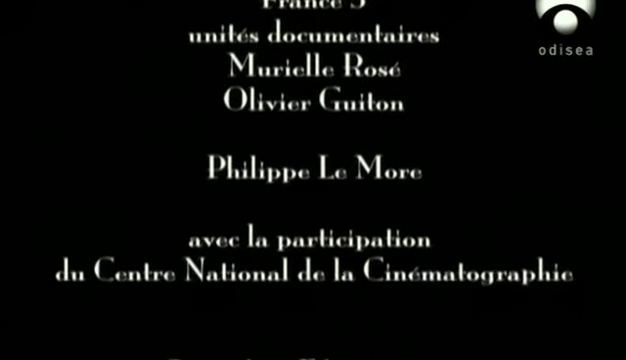 France 5
odisea
unités documentaires
Murielle Rosé
Olivier Guiton
Philippe Le More
avec la participation
du Centre National de la Cinématographie